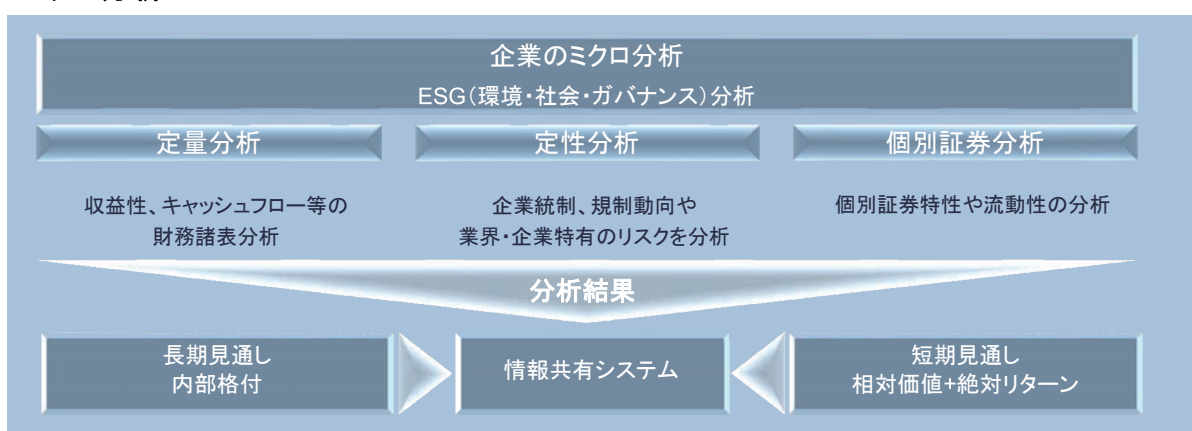 企業のミクロ分析
ESG(環境・社会・ガバナンス)分析
定量分析
定性分析
個別証券分析
収益性、キャッシュフロー等の
財務諸表分析
企業統制、規制動向や
業界・企業特有のリスクを分析
個別証券特性や流動性の分析
分析結果
長期見通し
内部格付
情報共有システム
短期見通し
相対価値+絶対リターン